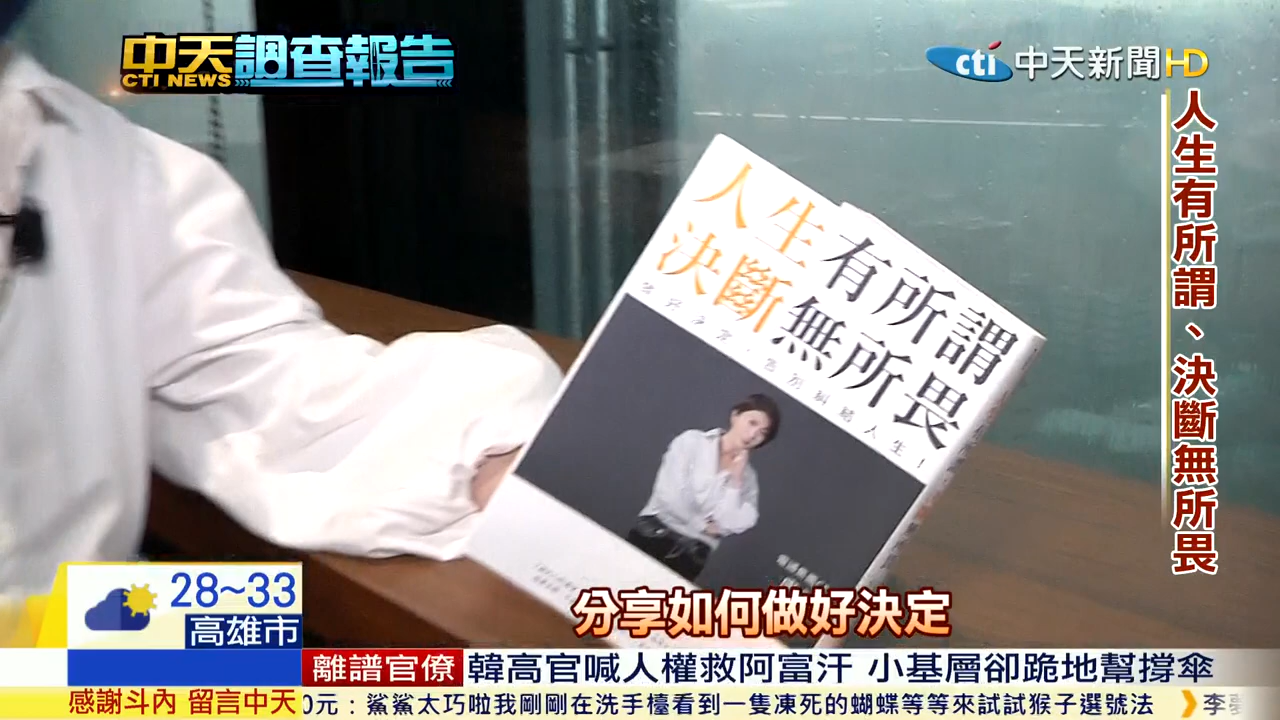 中天調查報告
CTI NEWS
cti 中天新聞HD
人生有所謂、決斷無所畏
人生有所謂
決斷無所畏
分享如何做好決定
28~33
高雄市
離譜官僚 韓高官喊人權救阿富汗 小基層卻跪地幫撐傘
感謝斗內 留言中天 0元：鯊鯊太巧啦我剛剛在洗手檯看到一隻凍死的蝴蝶等等來試試猴子選號法 李